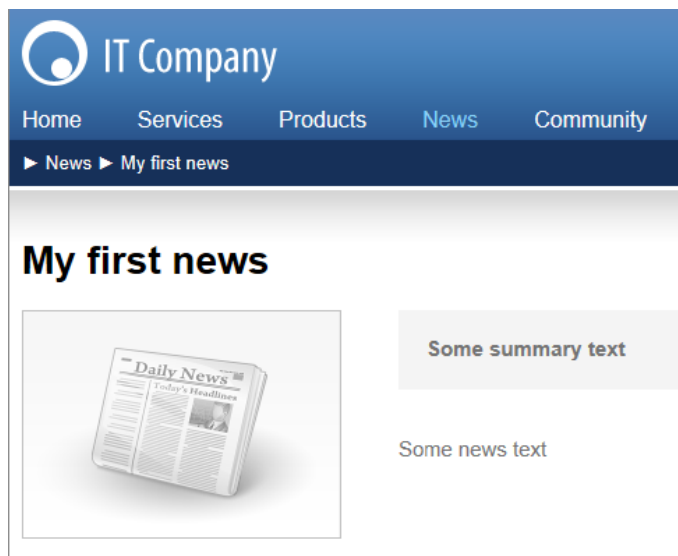 IT Company
Home Services Products News Community
► News ► My first news
My first news
Daily News
Today's Headlines
Some summary text
Some news text